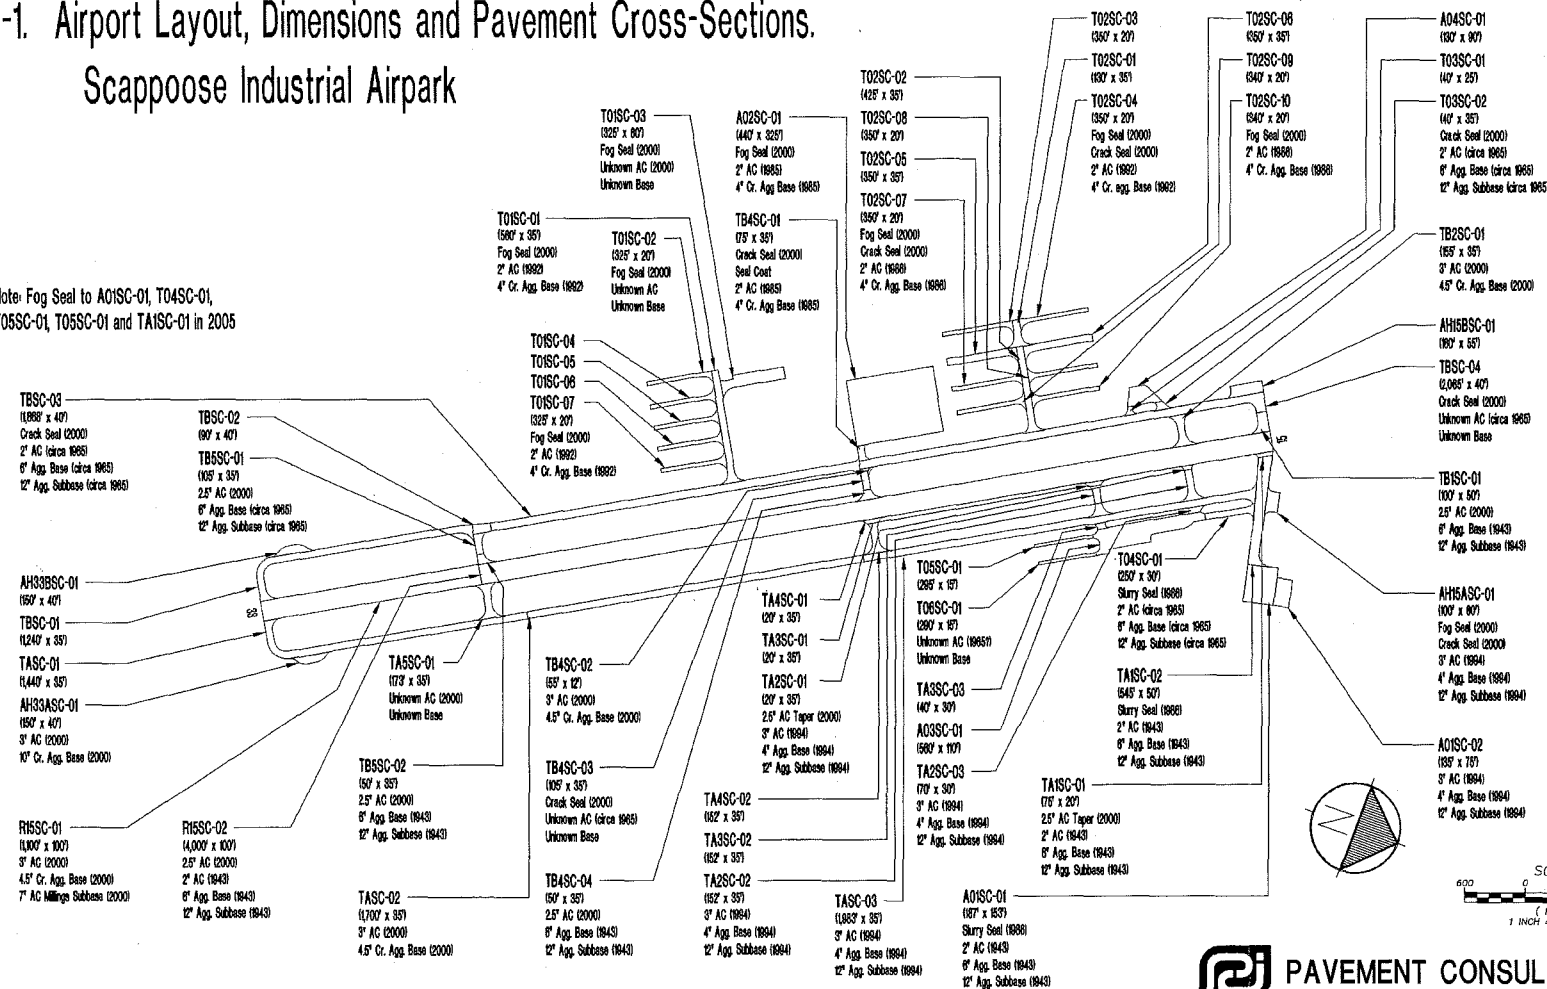 -1. Airport Layout, Dimensions and Pavement Cross-Sections.
Scappoose Industrial Airpark
ote: Fog Seal to A01SC-01, T04SC-01,
05SC-01, T05SC-01 and TA1SC-01 in 2005
T01SC-03
(325' x 80')
Fog Seal (2000)
Unknown AC (2000)
Unknown Base
A02SC-01
(440' x 325')
Fog Seal (2000)
2" AC (1985)
4" Cr. Agg Base (1985)
T02SC-02
(425' x 35')
T02SC-08
(350' x 20')
T02SC-05
(350' x 35')
T02SC-07
(350' x 20')
Fog Seal (2000)
Crack Seal (2000)
2" AC (1986)
4" Cr. Agg. Base (1986)
T02SC-03
(350' x 20')
T02SC-01
(130' x 35')
T02SC-04
(350' x 20')
Fog Seal (2000)
Crack Seal (2000)
2" AC (1992)
4" Cr. agg. Base (1992)
T02SC-06
(350' x 35')
T02SC-09
(340' x 20')
T02SC-10
(340' x 20')
Fog Seal (2000)
2" AC (1986)
4" Cr. Agg. Base (1986)
A04SC-01
(130' x 90')
T03SC-01
(40' x 25')
T03SC-02
(40' x 35')
Crack Seal (2000)
2" AC (circa 1965)
6" Agg. Base (circa 1965)
12" Agg. Subbase (circa 1965
T01SC-01
(580' x 35')
Fog Seal (2000)
2" AC (1992)
4" Cr. Agg. Base (1992)
T01SC-02
(325' x 20')
Fog Seal (2000)
Unknown AC
Unknown Base
TB4SC-01
(75' x 35')
Crack Seal (2000)
Seal Coat
2" AC (1985)
4" Cr. Agg. Base (1985)
TB2SC-01
(155' x 35')
3" AC (2000)
4.5" Cr. Agg. Base (2000)
AH15BSC-01
(180' x 55')
TBSC-04
(2,065' x 40')
Crack Seal (2000)
Unknown AC (circa 1965)
Unknown Base
T01SC-04
T01SC-05
T01SC-06
T01SC-07
(325' x 20')
Fog Seal (2000)
2" AC (1992)
4" Cr. Agg. Base (1992)
TBSC-03
(1,868' x 40')
Crack Seal (2000)
2" AC (circa 1965)
6" Agg. Base (circa 1965)
12" Agg. Subbase (circa 1965)
TBSC-02
(90' x 40')
TB5SC-01
(105' x 35')
2.5" AC (2000)
6" Agg. Base (circa 1965)
12" Agg. Subbase (circa 1965)
TB1SC-01
(100' x 50')
2.5" AC (2000)
6" Agg. Base (1943)
12" Agg. Subbase (1943)
15
33
AH33BSC-01
(150' x 40')
TBSC-01
(1,240' x 35')
TASC-01
(1,440' x 35')
AH33ASC-01
(150' x 40')
3" AC (2000)
10" Cr. Agg. Base (2000)
TA5SC-01
(173' x 35')
Unknown AC (2000)
Unknown Base
TB4SC-02
(55' x 12')
3" AC (2000)
4.5" Cr. Agg. Base (2000)
TA4SC-01
(20' x 35')
TA3SC-01
(20' x 35')
TA2SC-01
(20' x 35')
2.5" AC Taper (2000)
3" AC (1994)
4" Agg. Base (1994)
12" Agg. Subbase (1994)
T05SC-01
(295' x 15')
T06SC-01
(290' x 15')
Unknown AC (1965?)
Unknown Base
TA3SC-03
(40' x 30')
A03SC-01
(560' x 110')
TA2SC-03
(70' x 30')
3" AC (1994)
4" Agg. Base (1994)
12" Agg. Subbase (1994)
T04SC-01
(250' x 30')
Slurry Seal (1986)
2" AC (circa 1965)
6" Agg. Base (circa 1965)
12" Agg. Subbase (circa 1965)
TA1SC-02
(545' x 50')
Slurry Seal (1986)
2" AC (1943)
6" Agg. Base (1943)
12" Agg. Subbase (1943)
AH15ASC-01
(100' x 60')
Fog Seal (2000)
Crack Seal (2000)
3" AC (1994)
4" Agg. Base (1994)
12" Agg. Subbase (1994)
A01SC-02
(135' x 75')
3" AC (1994)
4" Agg. Base (1994)
12" Agg. Subbase (1994)
R15SC-01
(1,100' x 100')
3" AC (2000)
4.5" Cr. Agg. Base (2000)
7" AC Millings Subbase (2000)
R15SC-02
(4,000' x 100')
2.5" AC (2000)
2" AC (1943)
6" Agg. Base (1943)
12" Agg. Subbase (1943)
TB5SC-02
(50' x 35')
2.5" AC (2000)
6" Agg. Base (1943)
12" Agg. Subbase (1943)
TB4SC-03
(105' x 35')
Crack Seal (2000)
Unknown AC (circa 1965)
Unknown Base
TA4SC-02
(152' x 35')
TA3SC-02
(152' x 35')
TA2SC-02
(152' x 35')
3" AC (1994)
4" Agg. Base (1994)
12" Agg. Subbase (1994)
TA1SC-01
(75' x 20')
2.5" AC Taper (2000)
2" AC (1943)
6" Agg. Base (1943)
12" Agg. Subbase (1943)
TASC-02
(1,700' x 35')
3" AC (2000)
4.5" Cr. Agg. Base (2000)
TB4SC-04
(50' x 35')
2.5" AC (2000)
6" Agg. Base (1943)
12" Agg. Subbase (1943)
TASC-03
(1,983' x 35')
3" AC (1994)
4" Agg. Base (1994)
12" Agg. Subbase (1994)
A01SC-01
(187' x 153')
Slurry Seal (1986)
2" AC (1943)
6" Agg. Base (1943)
12" Agg. Subbase (1943)
N
600 0
1 INCH
PAVEMENT CONSUL